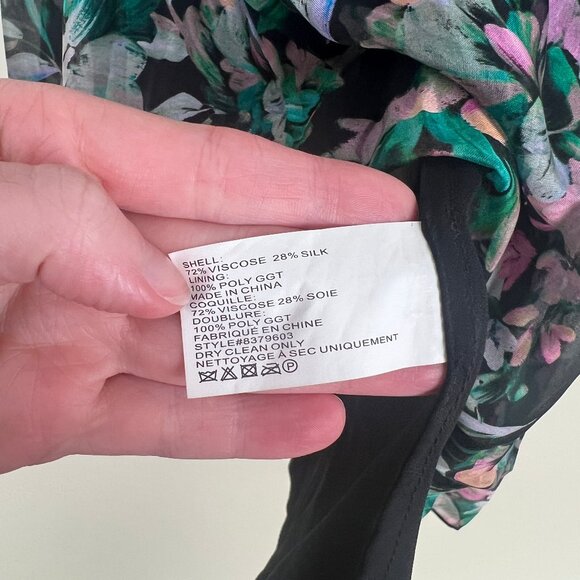 SHELL:
72% VISCOSE 28% SILK
LINING:
100% POLY GGT
MADE IN CHINA
COQUILLE:
72% VISCOSE 28% SOIE
DOUBLURE:
100% POLY GGT
FABRIQUÉ EN CHINE
STYLE#8379603
DRY CLEAN ONLY
NETTOYAGE À SEC UNIQUEMENT
P